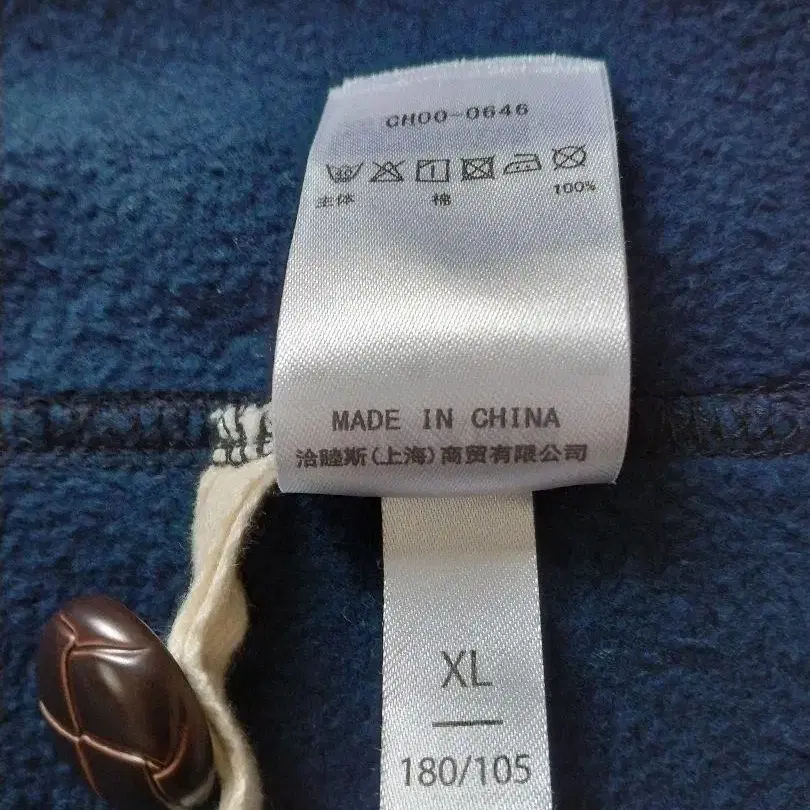 CH00-0646
主体 棉 100%
MADE IN CHINA
洽睦斯(上海)商贸有限公司
XL
180/105